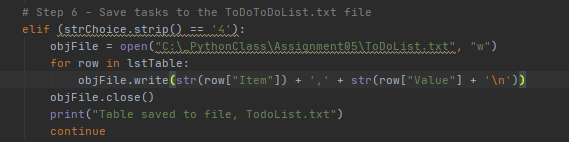 # Step 6 - Save tasks to the ToDoToDoList.txt file
elif (strChoice.strip() == '4'):
objFile = open("C:\_PythonClass\Assignment05\ToDoList.txt", "w")
for row in lstTable:
objFile.write(str(row["Item"]) + ',' + str(row["Value"] + '\n'))
objFile.close()
print("Table saved to file, TodoList.txt")
continue